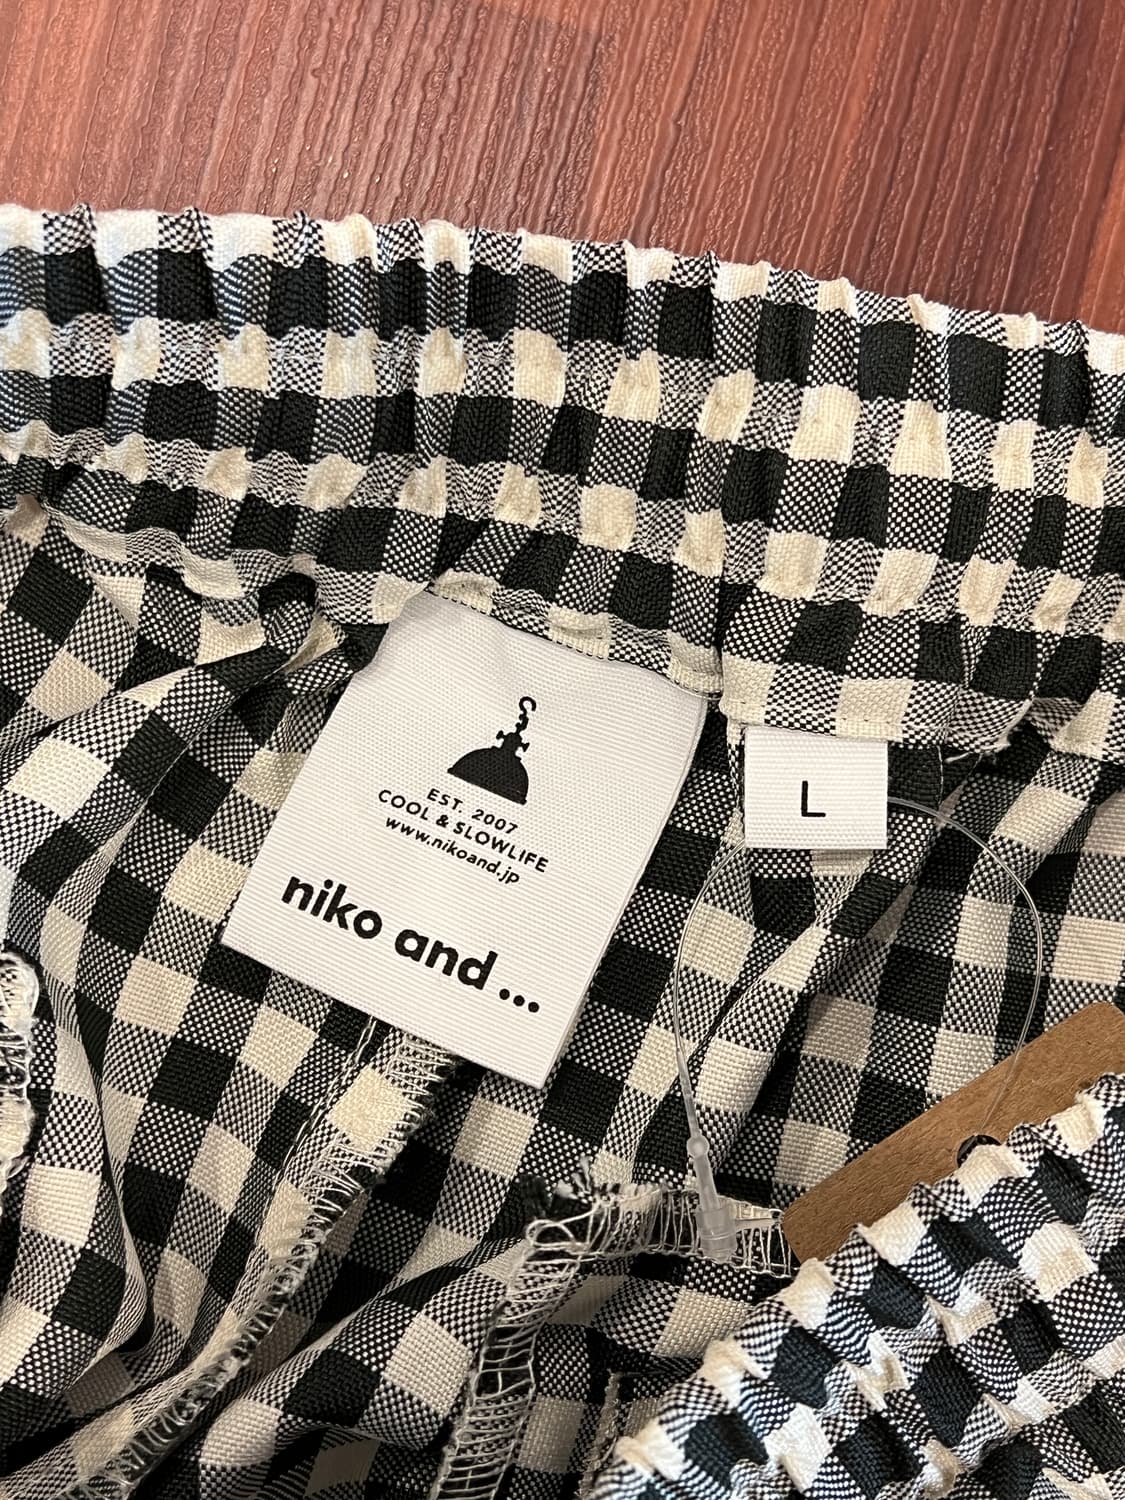 EST. 2007
COOL & SLOWLIFE
www.nikoand.jp
niko and ...
L